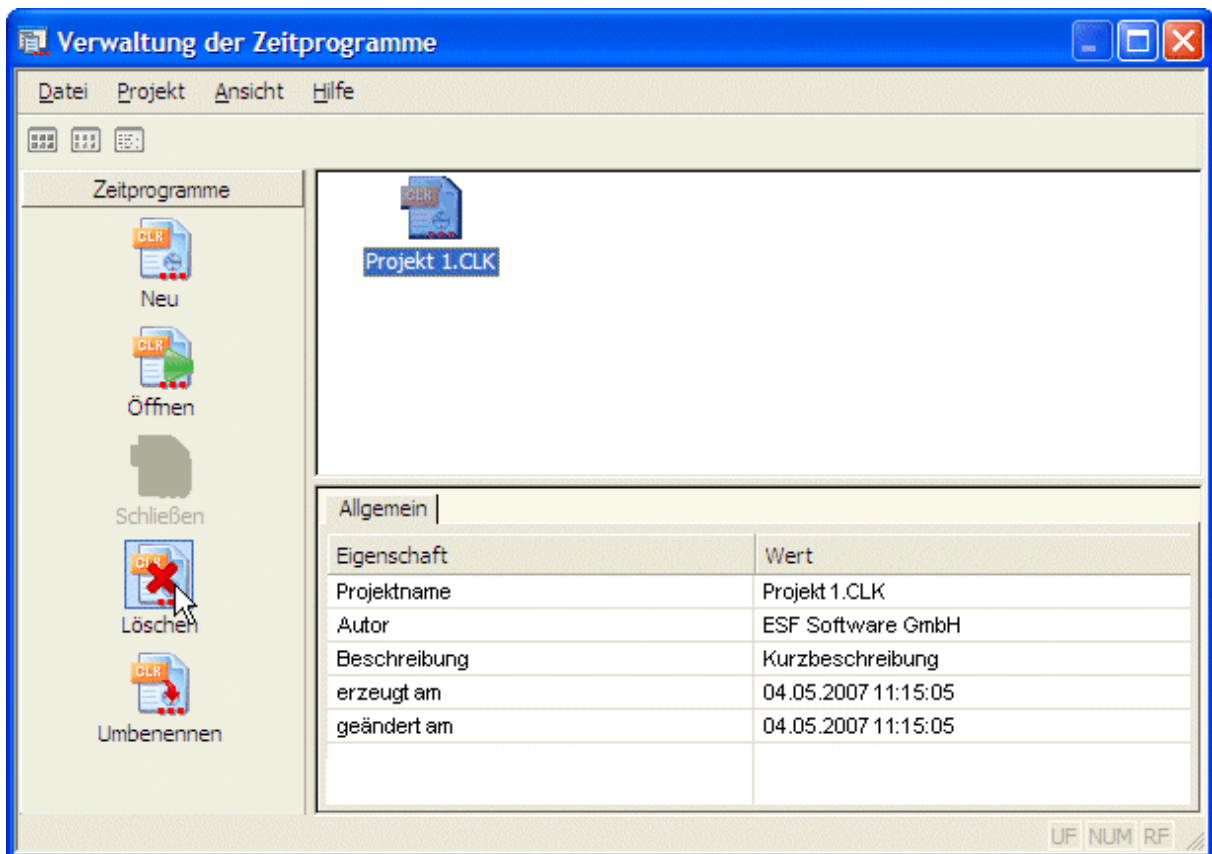 Verwaltung der Zeitprogramme
Datei Projekt Ansicht Hilfe
Zeitprogramme
CLK
Neu
CLK
Öffnen
Schließen
CLK
Löschen
CLK
Umbenennen
CLK
Projekt 1.CLK
Allgemein
Eigenschaft Wert
Projektname Projekt 1.CLK
Autor ESF Software GmbH
Beschreibung Kurzbeschreibung
erzeugt am 04.05.2007 11:15:05
geändert am 04.05.2007 11:15:05
UF NUM RF